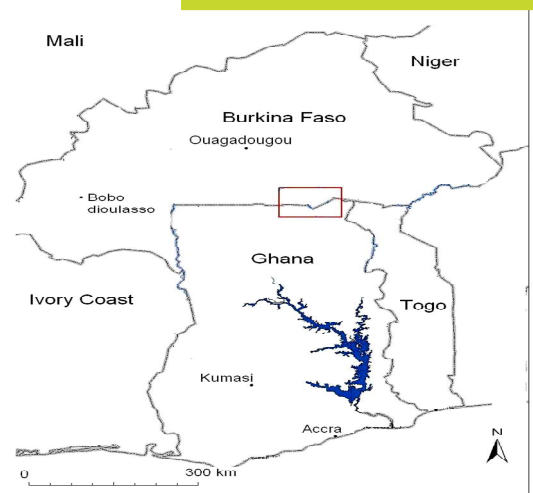 Mali
Niger
Burkina Faso
Ouagadougou
Bobo
dioulasso
Ghana
Ivory Coast
Togo
Kumasi
Accra
N
0 300 km